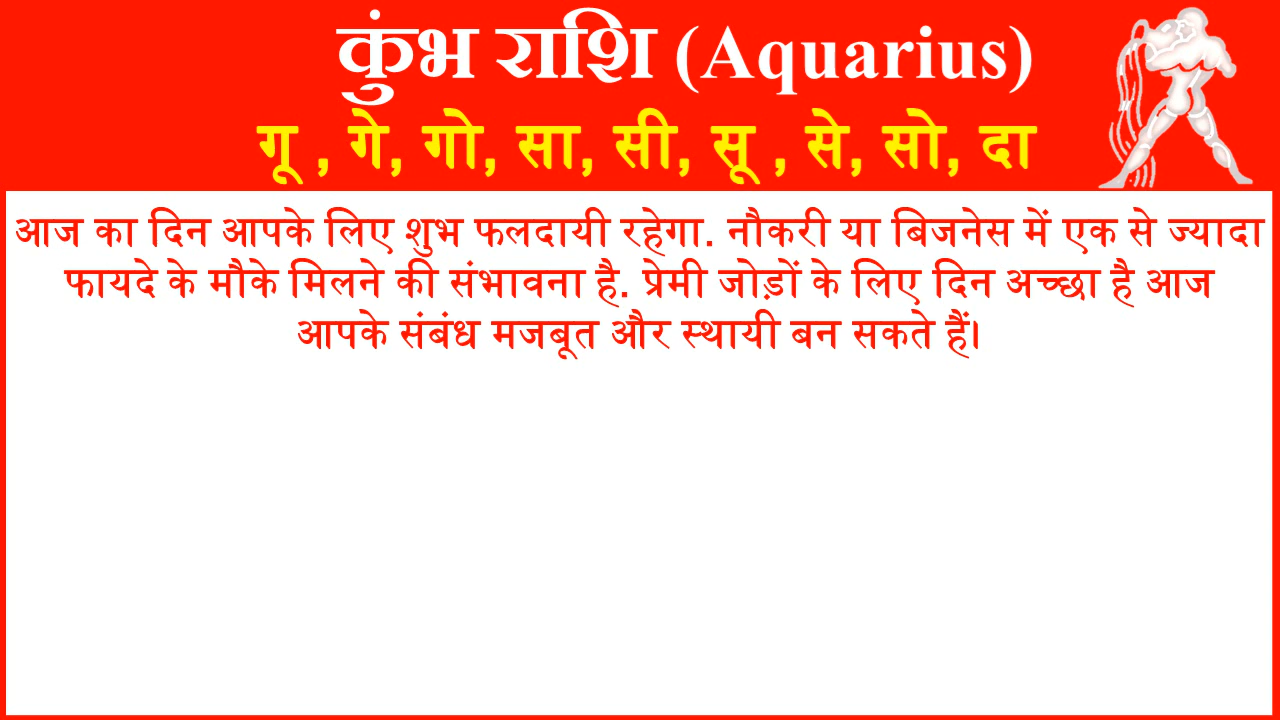 कुंभ राशि (Aquarius)
गू , गे, गो, सा, सी, सू , से, सो, दा
आज का दिन आपके लिए शुभ फलदायी रहेगा. नौकरी या बिजनेस में एक से ज्यादा
फायदे के मौके मिलने की संभावना है. प्रेमी जोड़ों के लिए दिन अच्छा है आज
आपके संबंध मजबूत और स्थायी बन सकते हैं।